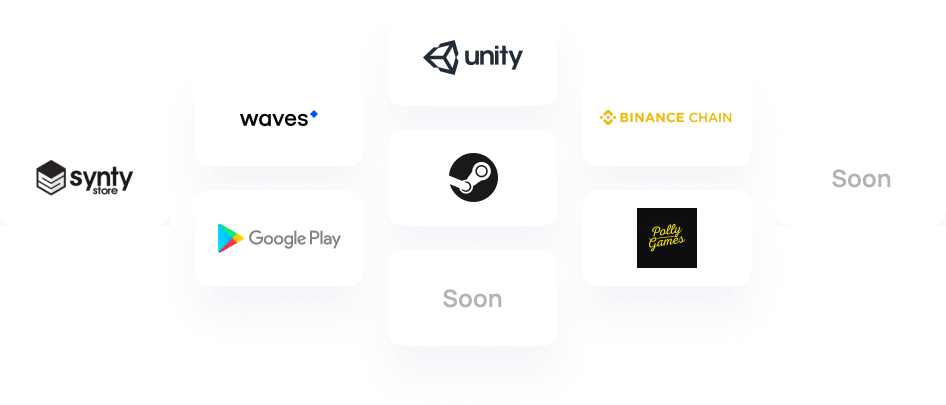 unity
waves
BINANCE CHAIN
synty
store
Soon
Google Play
Polly
Games
Soon